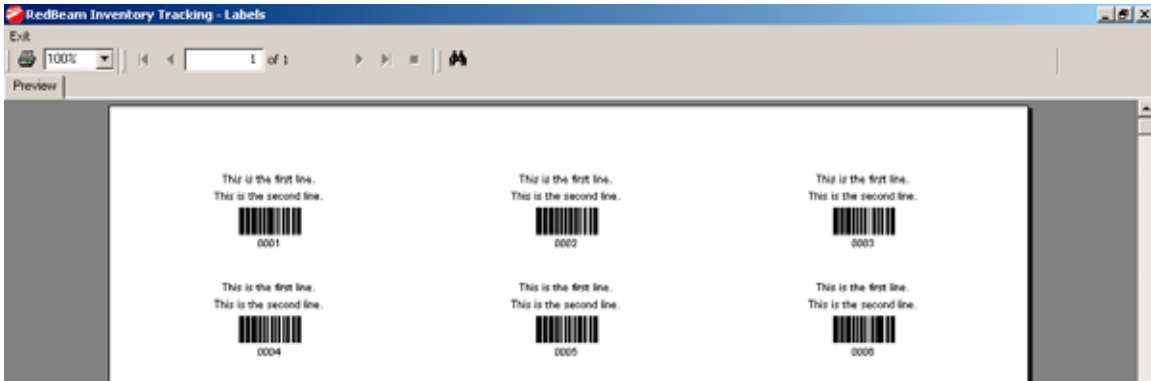 RedBeam Inventory Tracking - Labels
Exit
100% 1 of 1
Preview
This is the first line. This is the first line. This is the first line.
This is the second line. This is the second line. This is the second line.
0001 0002 0003
This is the first line. This is the first line. This is the first line.
This is the second line. This is the second line. This is the second line.
0004 0005 0006